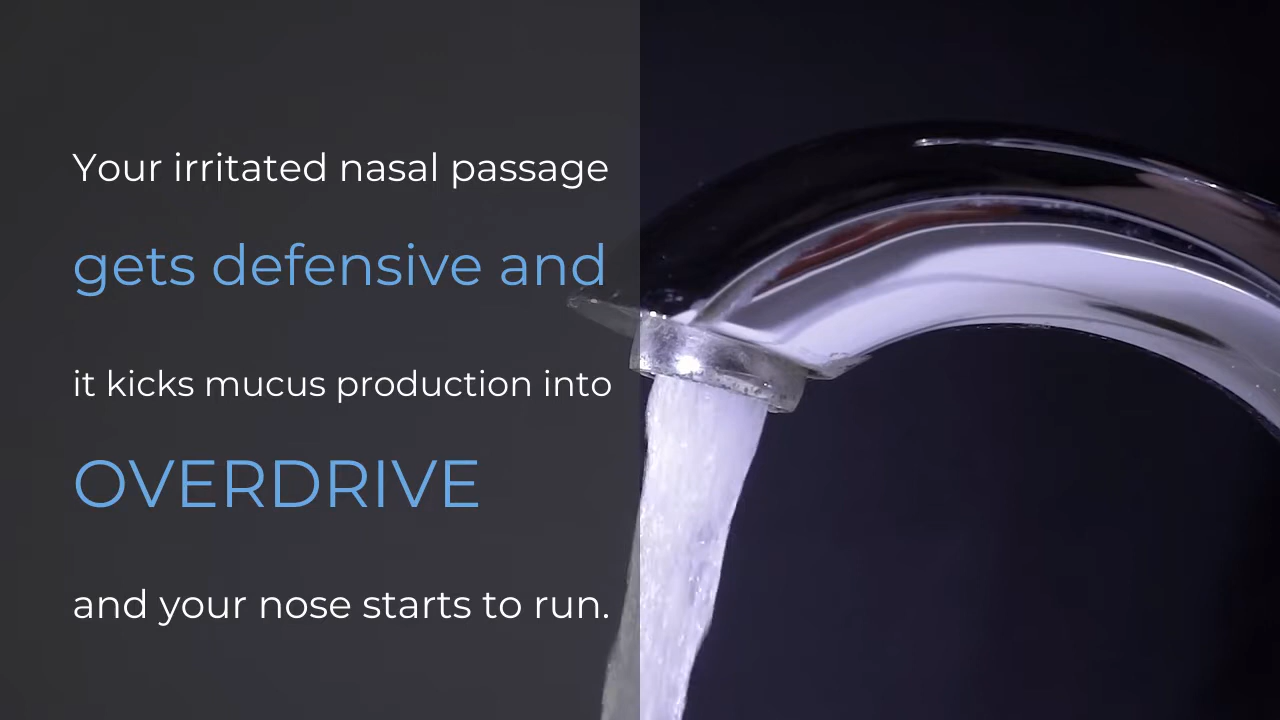 Your irritated nasal passage
gets defensive and
it kicks mucus production into
OVERDRIVE
and your nose starts to run.